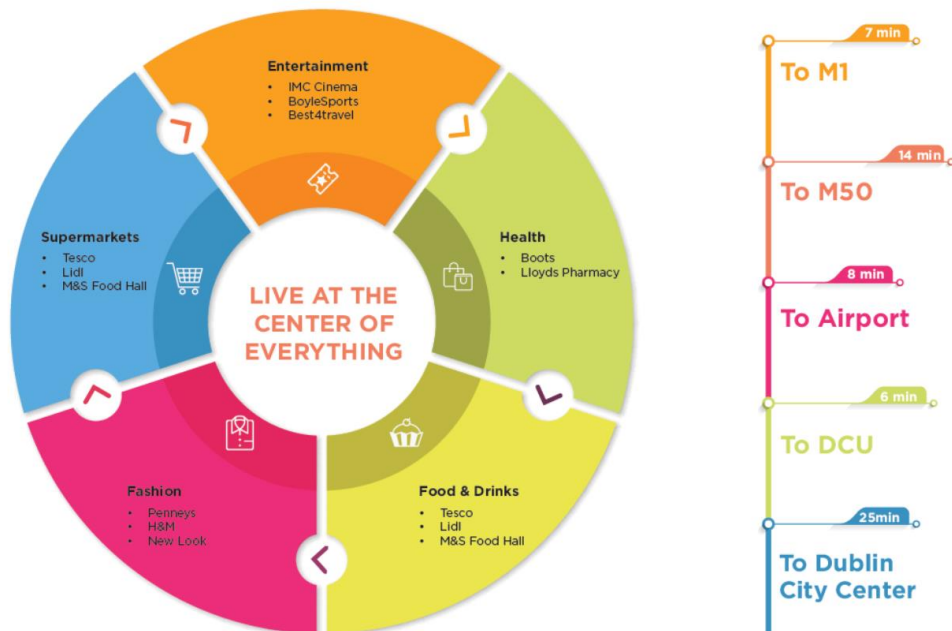 Entertainment
• IMC Cinema
• BoyleSports
• Best4travel
Health
• Boots
• Lloyds Pharmacy
Food & Drinks
• Tesco
• Lidl
• M&S Food Hall
Fashion
• Penneys
• H&M
• New Look
Supermarkets
• Tesco
• Lidl
• M&S Food Hall
LIVE AT THE
CENTER OF
EVERYTHING
7 min
To M1
14 min
To M50
8 min
To Airport
6 min
To DCU
25min
To Dublin
City Center